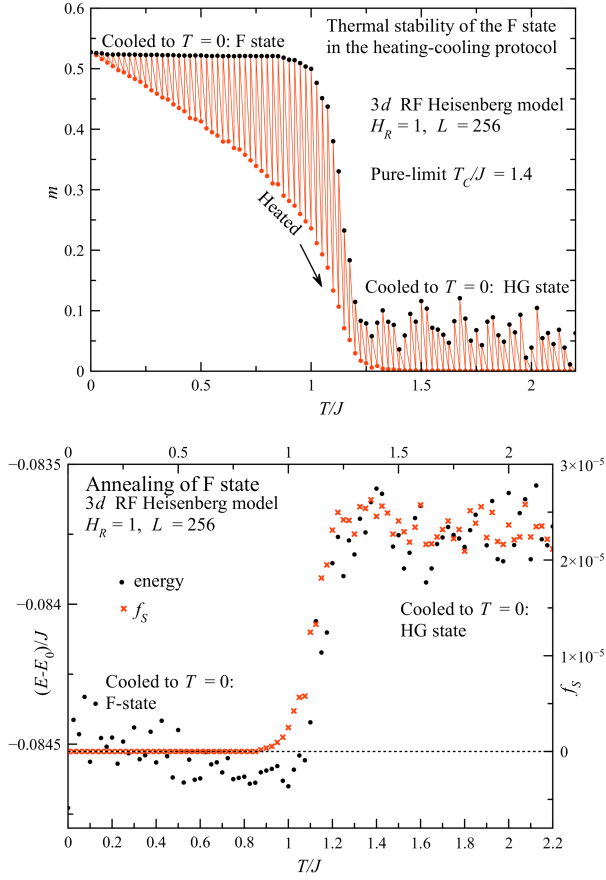 0.6
Thermal stability of the F state
in the heating-cooling protocol
Cooled to T = 0: F state
0.5
3d RF Heisenberg model
H_R = 1, L = 256
0.4
Pure-limit T_C/J = 1.4
0.3
m
Heated
0.2
Cooled to T = 0: HG state
0.1
0
0 0.5 1 1.5 2
T/J
0 0.5 1 1.5 2
−0.0835 3×10⁻⁵
Annealing of F state
3d RF Heisenberg model
H_R = 1, L = 256
2×10⁻⁵
energy
f_S
−0.084
(E-E_0)/J
Cooled to T = 0:
HG state
1×10⁻⁵
f_S
Cooled to T = 0:
F-state
−0.0845 0
0 0.2 0.4 0.6 0.8 1 1.2 1.4 1.6 1.8 2 2.2
T/J